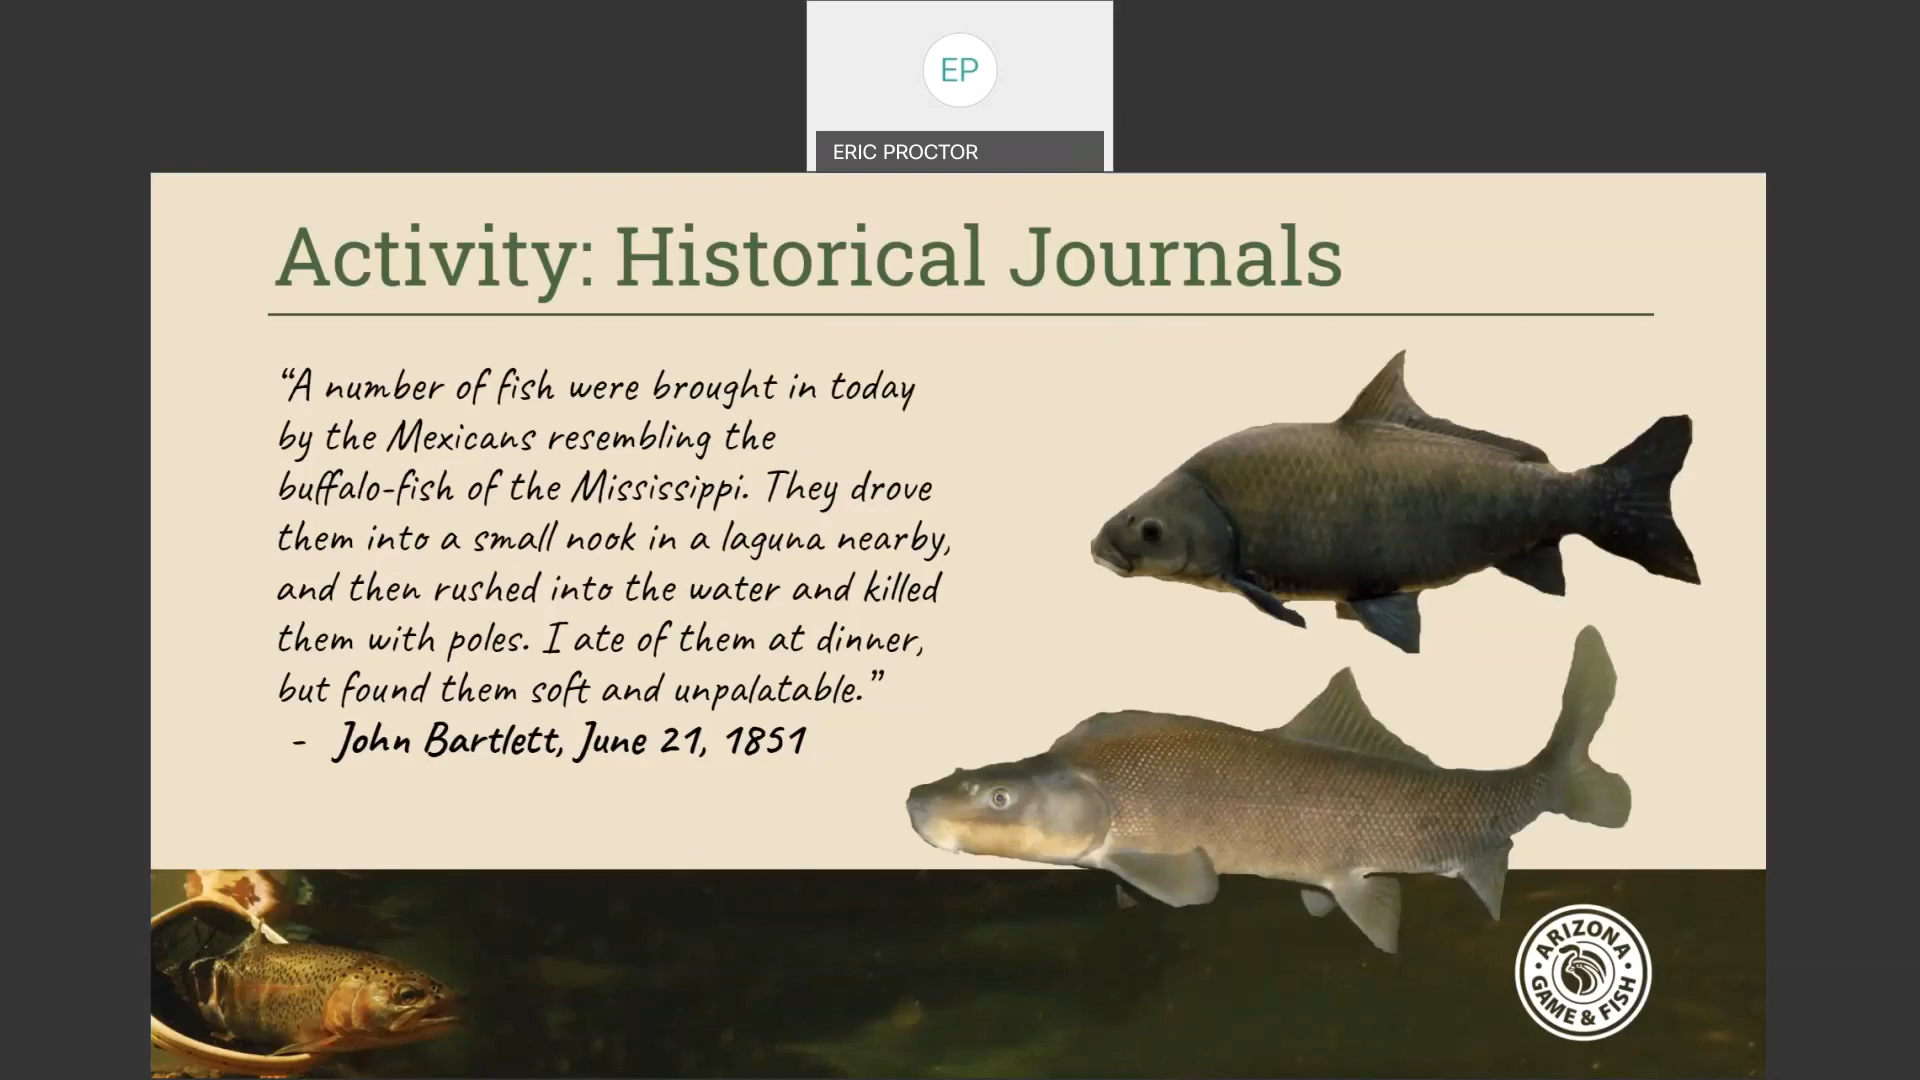 EP
ERIC PROCTOR
Activity: Historical Journals
“A number of fish were brought in today
by the Mexicans resembling the
buffalo-fish of the Mississippi. They drove
them into a small nook in a laguna nearby,
and then rushed into the water and killed
them with poles. I ate of them at dinner,
but found them soft and unpalatable.”
- John Bartlett, June 21, 1851
ARIZONA
GAME & FISH